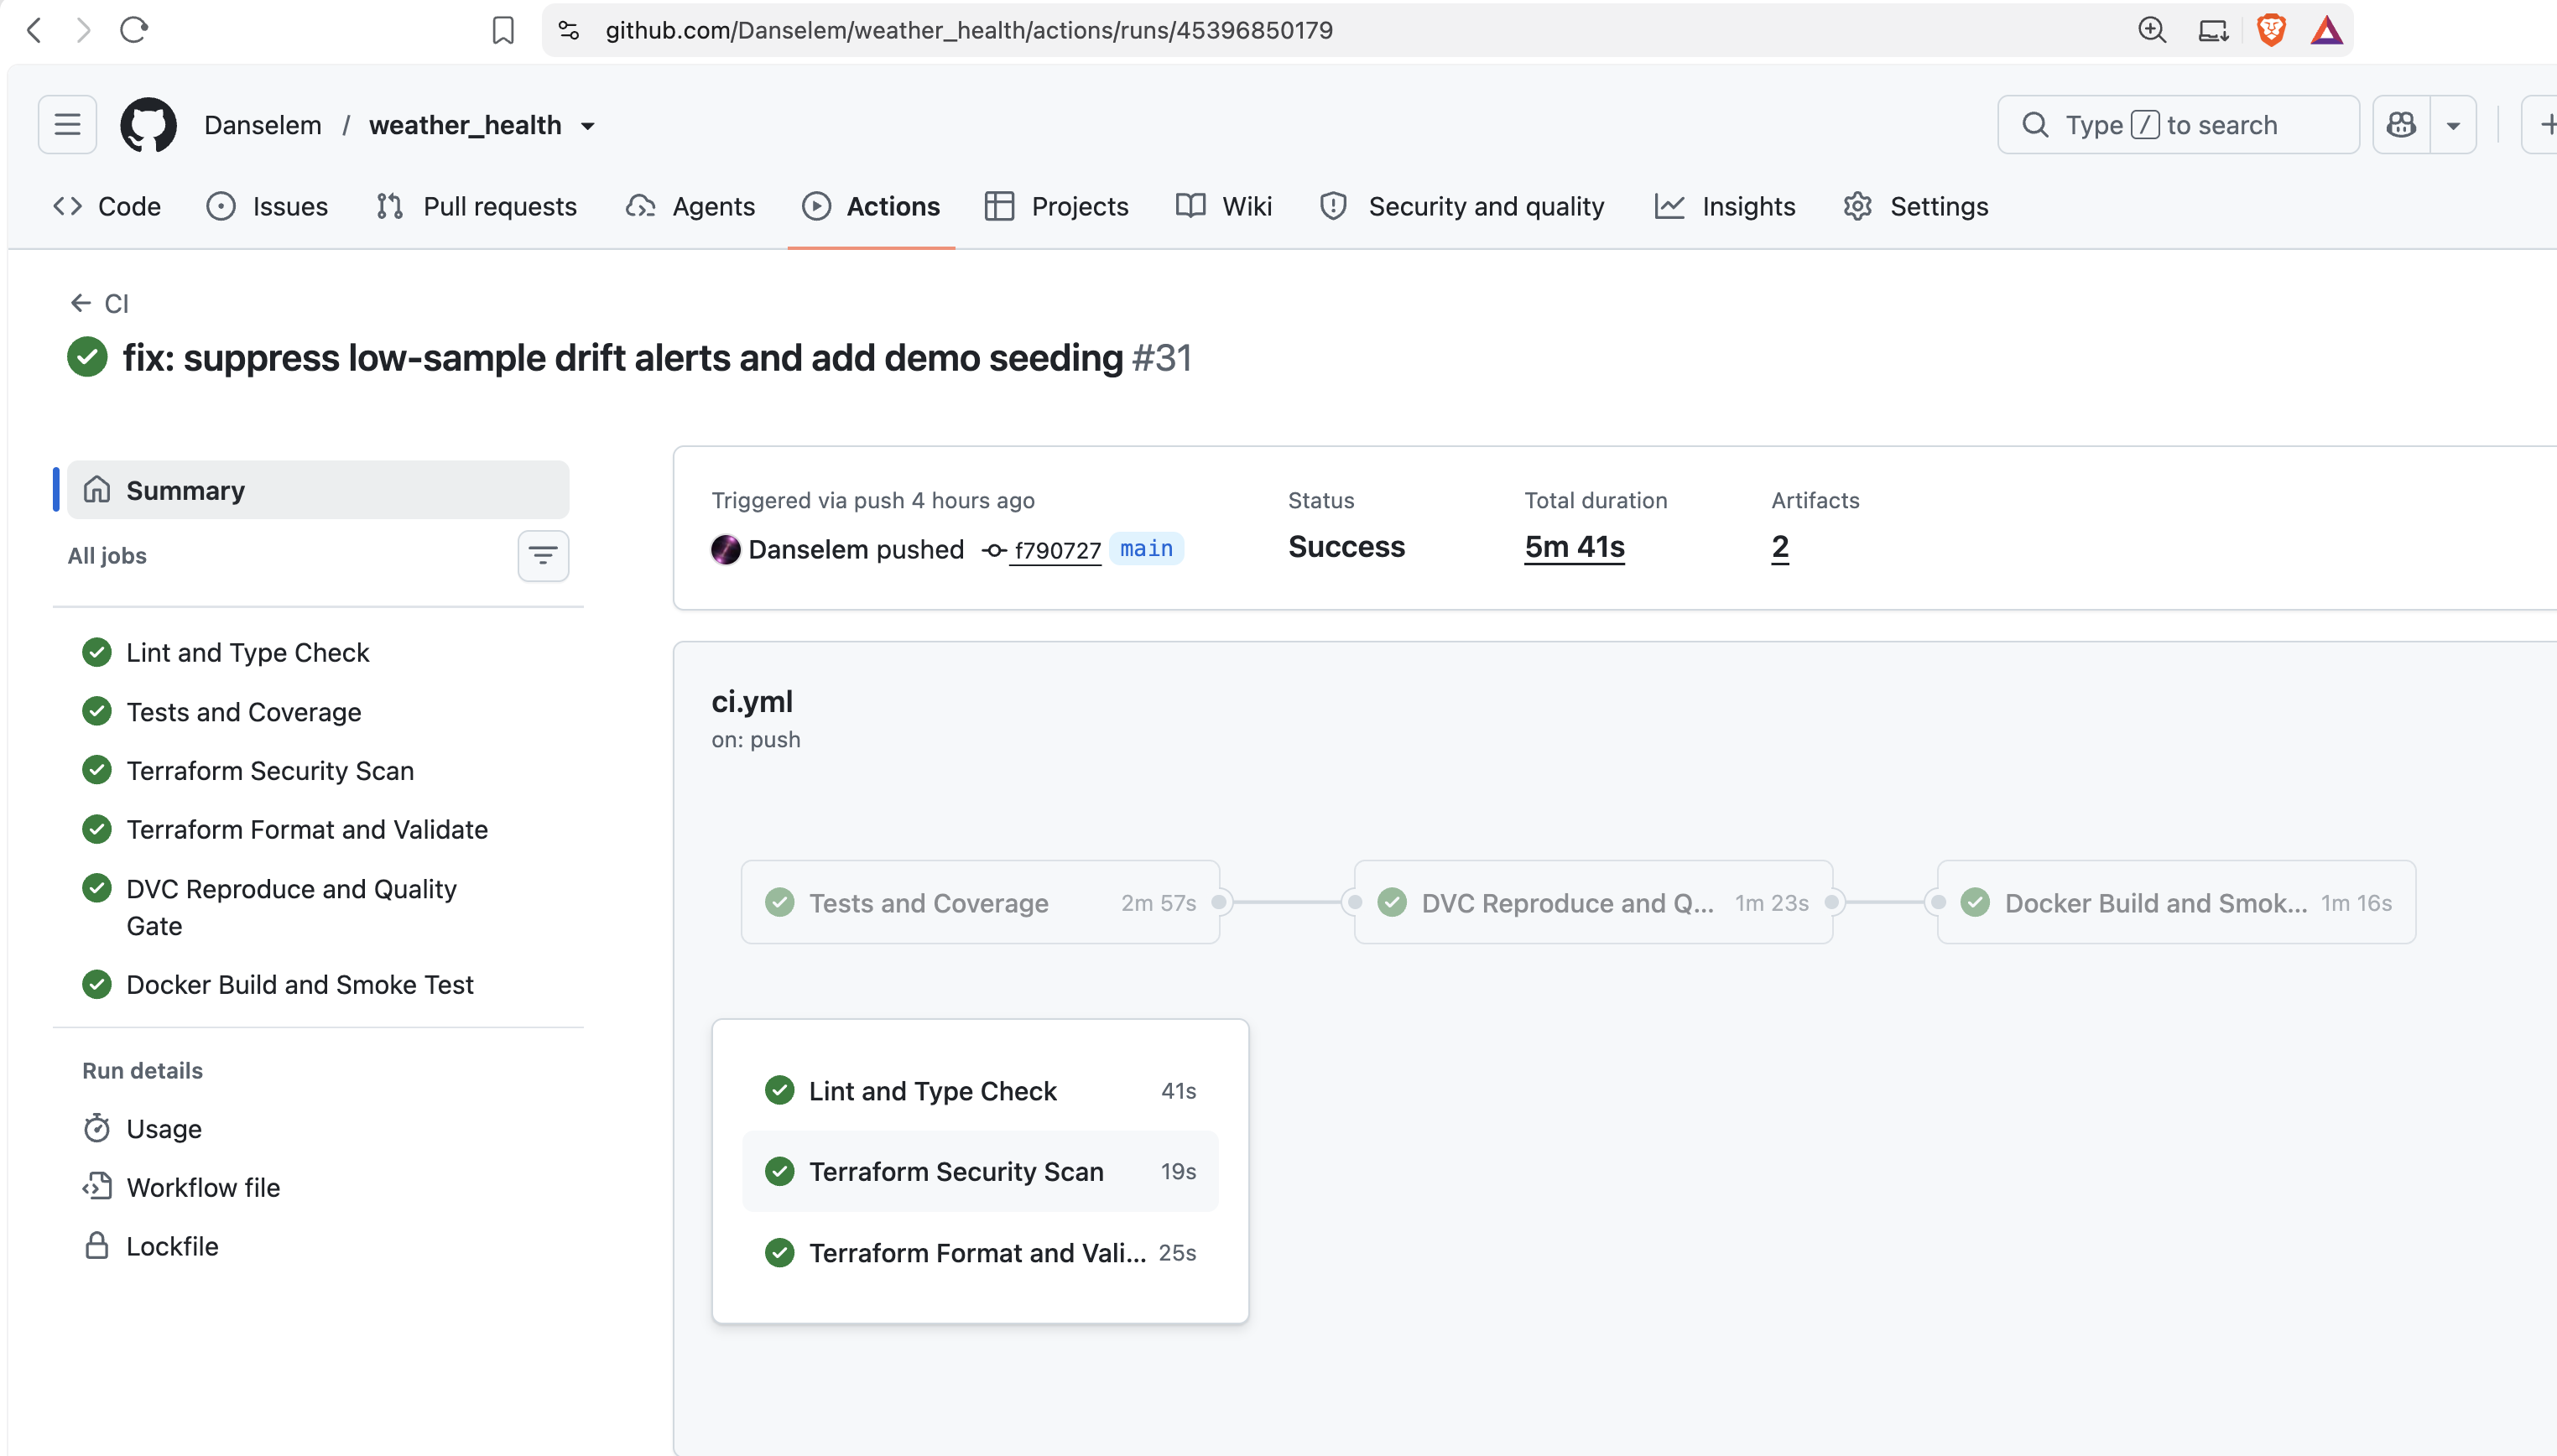 github.com/Danselem/weather_health/actions/runs/45396850179
Danselem / weather_health
Type / to search
Code Issues Pull requests Agents Actions Projects Wiki Security and quality Insights Settings
CI
fix: suppress low-sample drift alerts and add demo seeding #31
Summary
All jobs
Lint and Type Check
Tests and Coverage
Terraform Security Scan
Terraform Format and Validate
DVC Reproduce and Quality
Gate
Docker Build and Smoke Test
Run details
Usage
Workflow file
Lockfile
Triggered via push 4 hours ago
Danselem pushed f790727 main
Status
Success
Total duration
5m 41s
Artifacts
2
ci.yml
on: push
Tests and Coverage 2m 57s
DVC Reproduce and Q... 1m 23s
Docker Build and Smok... 1m 16s
Lint and Type Check 41s
Terraform Security Scan 19s
Terraform Format and Vali... 25s